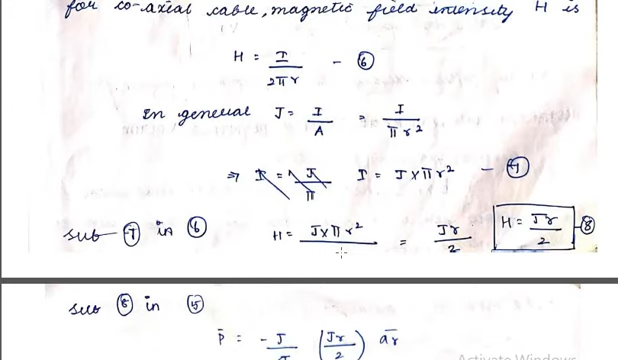 for co-axial cable, magnetic field intensity H is
H = I / 2πr - ⑥
In general J = I/A = I/πr²
⇒ I = J/π I = J×πr² - ⑦
sub ⑦ in ⑥ H = J×πr² / = Jr/2 H = Jr/2 - ⑧
sub ⑧ in ⑤
P̄ = -J/σ (Jr/2) a̅r
Activate Windows